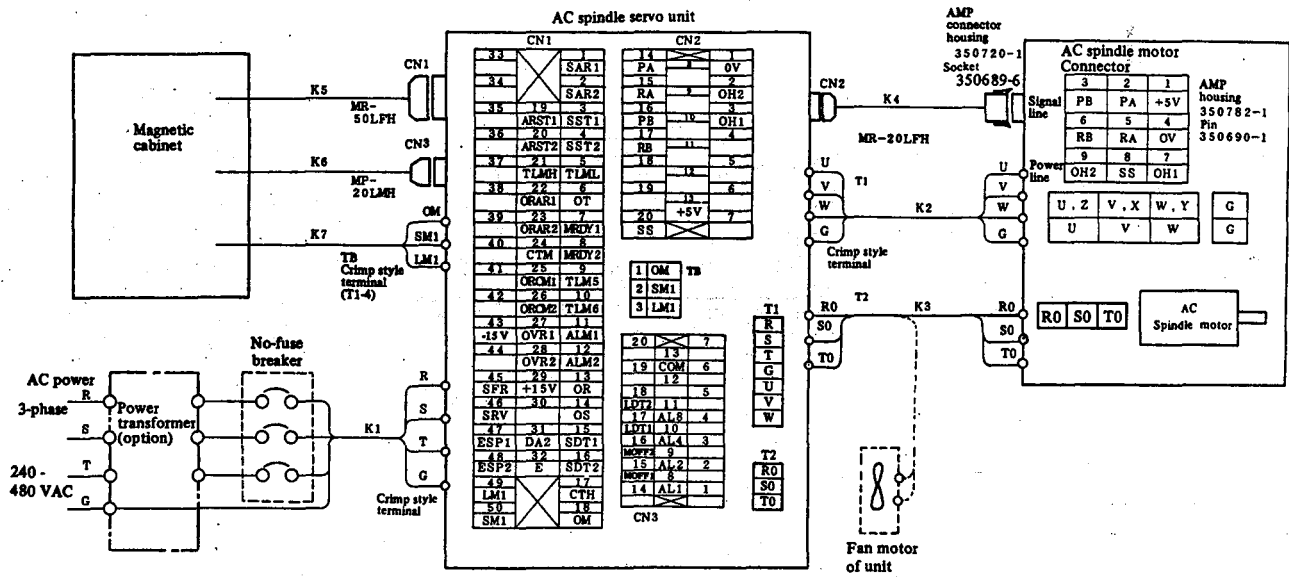 AC spindle servo unit
Magnetic
cabinet
K5
MR-
50LFH
CN1
K6
MP-
20LMH
CN3
K7
TB
Crimp style
terminal
(T1-4)
OM
SM1
LM1
AC power
3-phase
R
S
T
240 -
480 VAC
G
Power
transformer
(option)
No-fuse
breaker
K1
R
S
T
G
Crimp style
terminal
CN1
33 1
SAR1
34 2
SAR2
35 19 3
ARST1 SST1
36 20 4
ARST2 SST2
37 21 5
TLMH TLML
38 22 6
ORAR1 OT
39 23 7
ORAR2 MRDY1
40 24 8
CTM MRDY2
41 25 9
ORCM1 TLM5
42 26 10
ORCM2 TLM6
43 27 11
-15V OVR1 ALM1
44 28 12
OVR2 ALM2
45 29 13
SFR +15V OR
46 30 14
SRV OS
47 31 15
ESP1 DA2 SDT1
48 32 16
ESP2 E SDT2
49 17
LM1 CTH
50 18
SM1 OM
CN2
14 1
PA 8 0V
15 2
RA 9 OH2
16 3
PB 10 OH1
17 4
RB 11
18 5
12
19 6
13
20 +5V 7
SS
1 OM TB
2 SM1
3 LM1
20 7
13
19 COM 6
12
18 5
LDT2 11
17 AL8 4
LDT1 10
16 AL4 3
MOFF2 9
15 AL2 2
MOFF1 8
14 AL1 1
CN3
T1
R
S
T
G
U
V
W
T2
R0
S0
T0
CN2
K4
MR-20LFH
AMP
connector
housing
350720-1
Socket
350689-6
U
V
W
G
T1
K2
Crimp style
terminal
R0
S0
T0
T2
K3
Fan motor
of unit
AC spindle motor
Connector
Signal
line
3 2 1
PB PA +5V
6 5 4
RB RA 0V
9 8 7
OH2 SS OH1
AMP
housing
350782-1
Pin
350690-1
Power
line
U
V
W
G
U,Z V,X W,Y G
U V W G
R0
S0
T0
R0 S0 T0
AC
Spindle motor